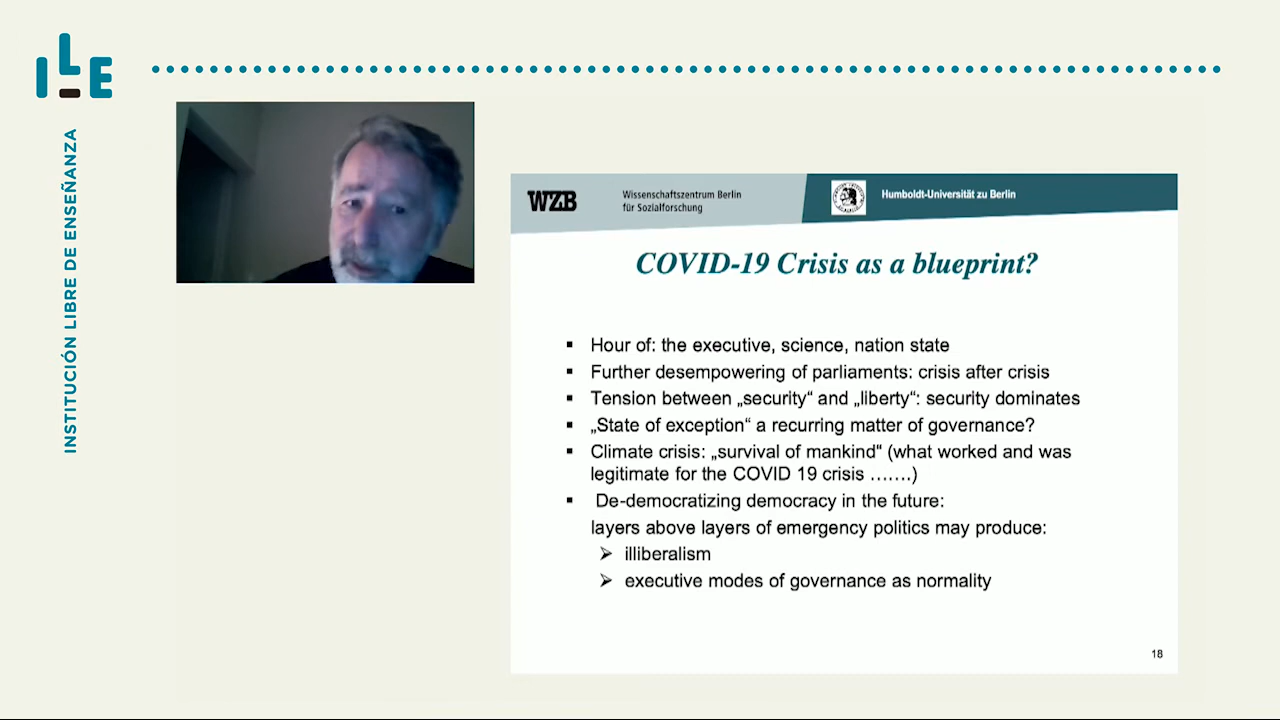 ILE
INSTITUCIÓN LIBRE DE ENSEÑANZA
WZB
Wissenschaftszentrum Berlin
für Sozialforschung
Humboldt-Universität zu Berlin
COVID-19 Crisis as a blueprint?
▪ Hour of: the executive, science, nation state
▪ Further desempowering of parliaments: crisis after crisis
▪ Tension between „security“ and „liberty“: security dominates
▪ „State of exception“ a recurring matter of governance?
▪ Climate crisis: „survival of mankind“ (what worked and was
legitimate for the COVID 19 crisis …….)
▪ De-democratizing democracy in the future:
layers above layers of emergency politics may produce:
➢ illiberalism
➢ executive modes of governance as normality
18